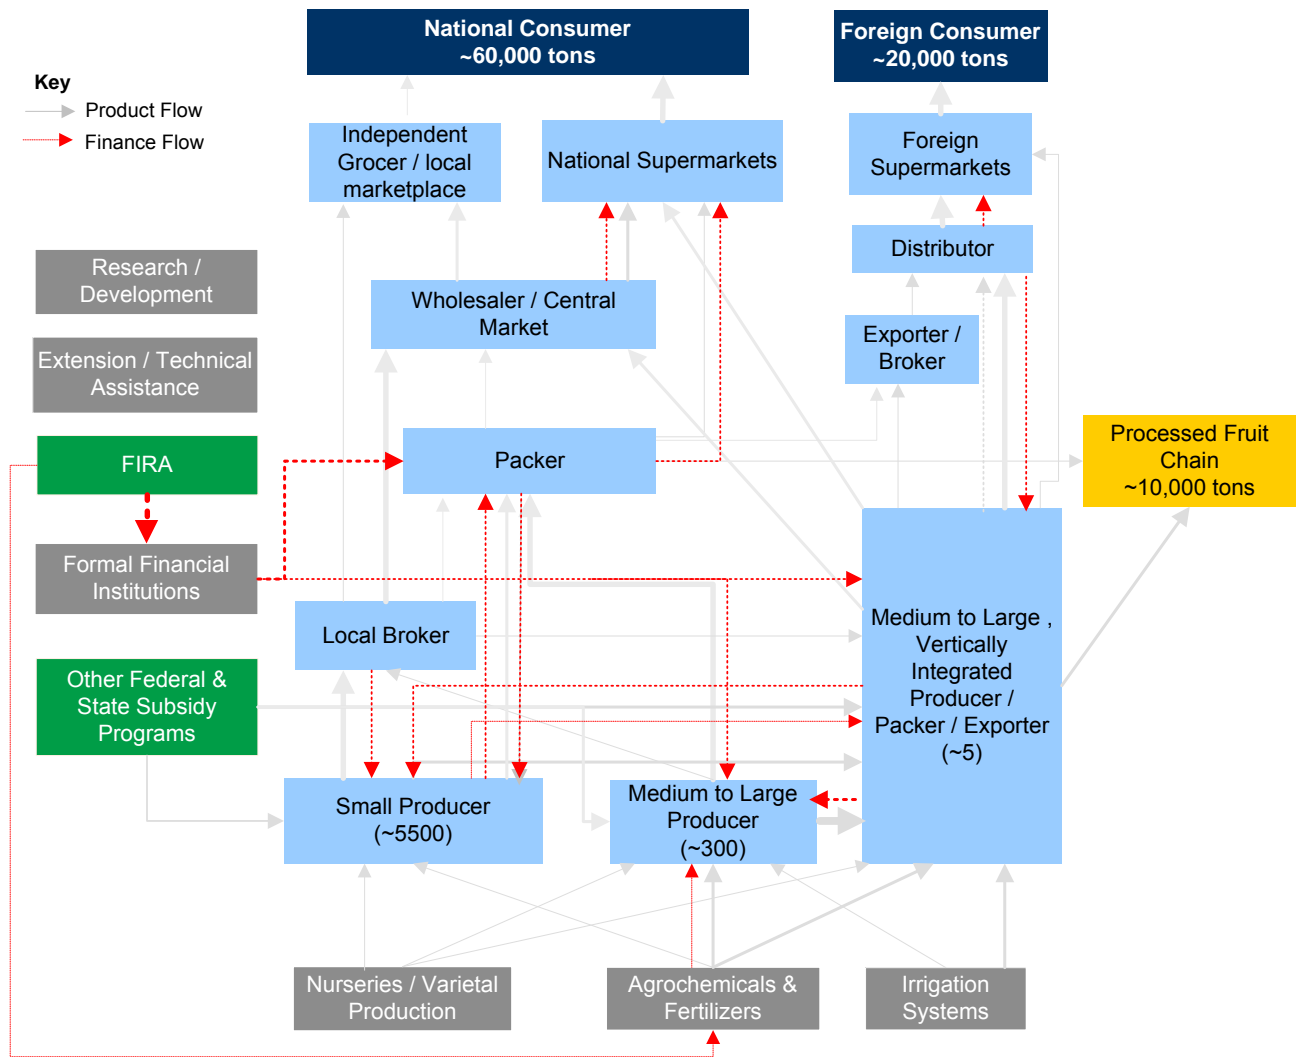 National Consumer
~60,000 tons
Foreign Consumer
~20,000 tons
Key
Product Flow
Finance Flow
Independent
Grocer / local
marketplace
National Supermarkets
Foreign
Supermarkets
Research /
Development
Distributor
Wholesaler / Central
Market
Exporter /
Broker
Extension / Technical
Assistance
FIRA
Packer
Processed Fruit
Chain
~10,000 tons
Formal Financial
Institutions
Local Broker
Medium to Large ,
Vertically
Integrated
Producer /
Packer / Exporter
(~5)
Other Federal &
State Subsidy
Programs
Small Producer
(~5500)
Medium to Large
Producer
(~300)
Nurseries / Varietal
Production
Agrochemicals &
Fertilizers
Irrigation
Systems